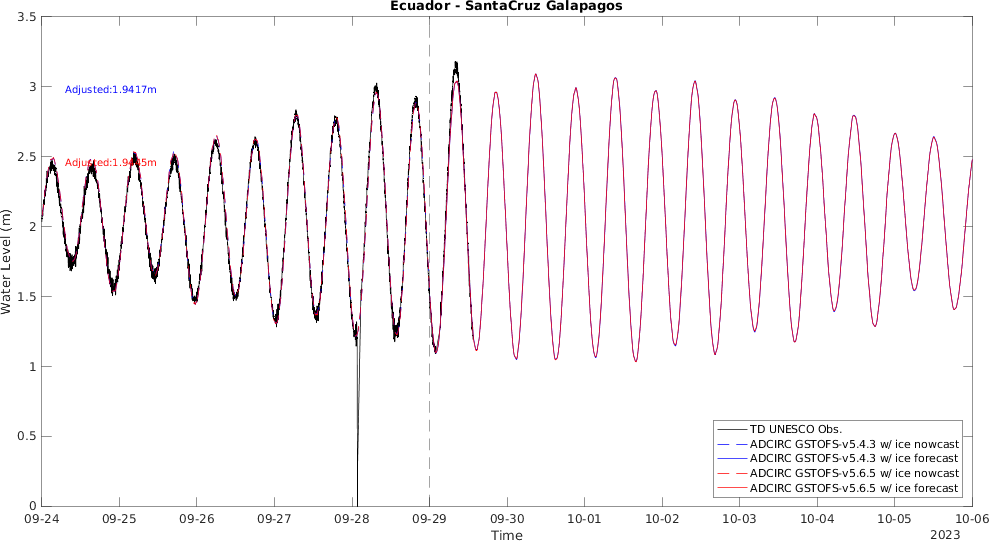 Ecuador - SantaCruz Galapagos
3.5
3
2.5
2
1.5
1
0.5
0
Water Level (m)
Adjusted:1.9417m
TD UNESCO Obs.
ADCIRC GSTOFS-v5.4.3 w/ ice nowcast
ADCIRC GSTOFS-v5.4.3 w/ ice forecast
ADCIRC GSTOFS-v5.6.5 w/ ice nowcast
ADCIRC GSTOFS-v5.6.5 w/ ice forecast
09-24 09-25 09-26 09-27 09-28 09-29 09-30 10-01 10-02 10-03 10-04 10-05 10-06
Time
2023